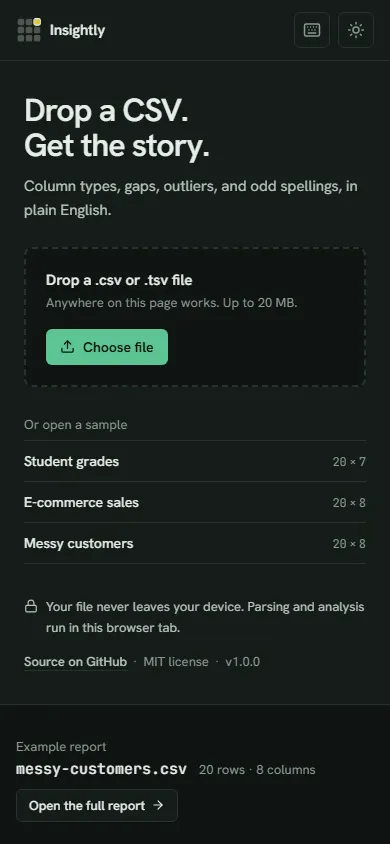 Insightly
Drop a CSV.
Get the story.
Column types, gaps, outliers, and odd spellings, in
plain English.
Drop a .csv or .tsv file
Anywhere on this page works. Up to 20 MB.
Choose file
Or open a sample
Student grades 20 × 7
E-commerce sales 20 × 8
Messy customers 20 × 8
Your file never leaves your device. Parsing and analysis
run in this browser tab.
Source on GitHub · MIT license · v1.0.0
Example report
messy-customers.csv 20 rows · 8 columns
Open the full report →